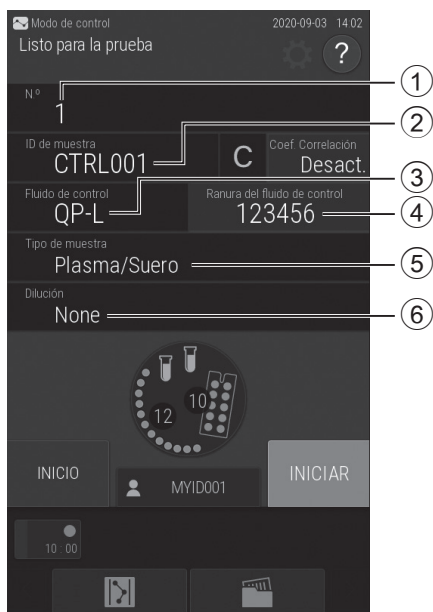 Modo de control 2020-09-03 14:02
Listo para la prueba
?
N.º
1
1
ID de muestra
CTRL001
2
C
Coef. Correlación
Desact.
Fluido de control
QP-L
3
Ranura del fluido de control
123456
4
Tipo de muestra
Plasma/Suero
5
Dilución
None
6
12
10
INICIO
MYID001
INICIAR
10 : 00